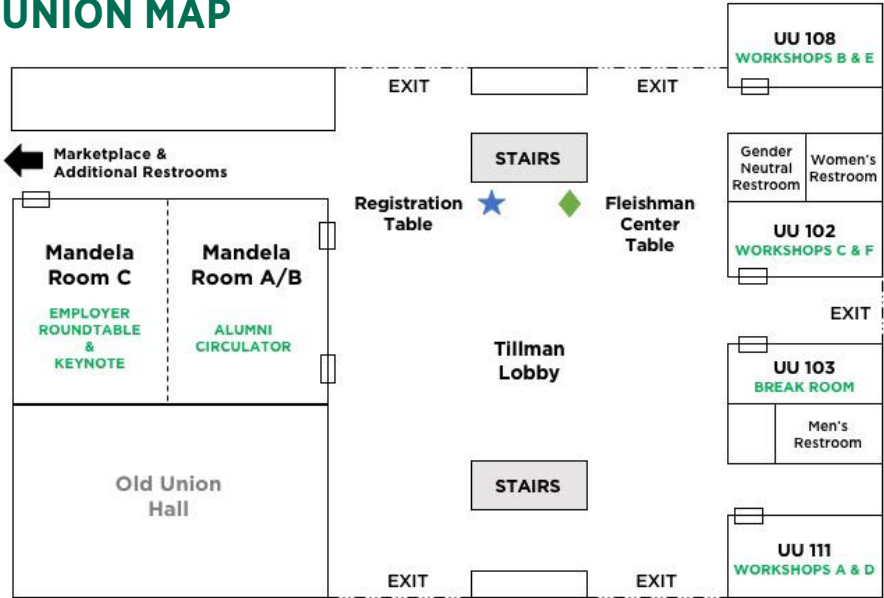 UNION MAP
UU 108
WORKSHOPS B & E
EXIT
EXIT
Marketplace &
Additional Restrooms
STAIRS
Gender
Neutral
Restroom
Women's
Restroom
Registration
Table
Fleishman
Center
Table
UU 102
WORKSHOPS C & F
Mandela
Room C
EMPLOYER
ROUNDTABLE
&
KEYNOTE
Mandela
Room A/B
ALUMNI
CIRCULATOR
EXIT
Tillman
Lobby
UU 103
BREAK ROOM
Men's
Restroom
Old Union
Hall
STAIRS
UU 111
WORKSHOPS A & D
EXIT
EXIT